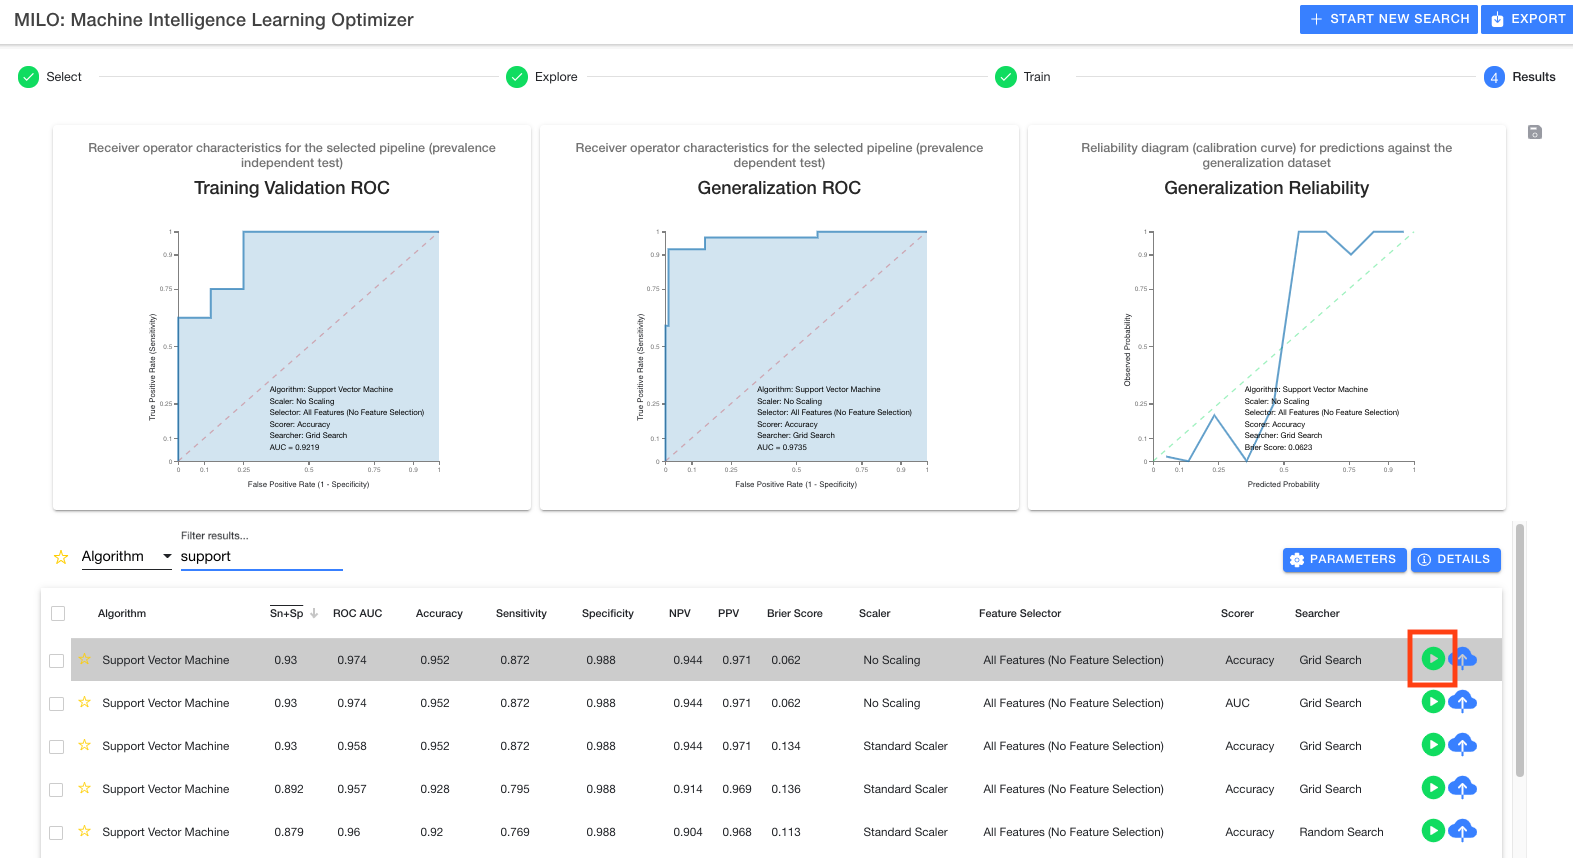 MILO: Machine Intelligence Learning Optimizer
START NEW SEARCH
EXPORT
Select
Explore
Train
4
Results
Receiver operator characteristics for the selected pipeline (prevalence
independent test)
Training Validation ROC
1
0.9
0.75
0.5
0.25
0.1
0
True Positive Rate (Sensitivity)
Algorithm: Support Vector Machine
Scaler: No Scaling
Selector: All Features (No Feature Selection)
Scorer: Accuracy
Searcher: Grid Search
AUC = 0.9219
0 0.1 0.25 0.5 0.75 0.9 1
False Positive Rate (1 - Specificity)
Receiver operator characteristics for the selected pipeline (prevalence
dependent test)
Generalization ROC
1
0.9
0.75
0.5
0.25
0.1
0
True Positive Rate (Sensitivity)
Algorithm: Support Vector Machine
Scaler: No Scaling
Selector: All Features (No Feature Selection)
Scorer: Accuracy
Searcher: Grid Search
AUC = 0.9735
0 0.1 0.25 0.5 0.75 0.9 1
False Positive Rate (1 - Specificity)
Reliability diagram (calibration curve) for predictions against the
generalization dataset
Generalization Reliability
1
0.9
0.75
0.5
0.25
0.1
0
Observed Probability
Algorithm: Support Vector Machine
Scaler: No Scaling
Selector: All Features (No Feature Selection)
Scorer: Accuracy
Searcher: Grid Search
Brier Score: 0.0623
0 0.1 0.25 0.5 0.75 0.9 1
Predicted Probability
Filter results...
Algorithm support
PARAMETERS
DETAILS
Algorithm Sn+Sp ROC AUC Accuracy Sensitivity Specificity NPV PPV Brier Score Scaler Feature Selector Scorer Searcher
Support Vector Machine 0.93 0.974 0.952 0.872 0.988 0.944 0.971 0.062 No Scaling All Features (No Feature Selection) Accuracy Grid Search
Support Vector Machine 0.93 0.974 0.952 0.872 0.988 0.944 0.971 0.062 No Scaling All Features (No Feature Selection) AUC Grid Search
Support Vector Machine 0.93 0.958 0.952 0.872 0.988 0.944 0.971 0.134 Standard Scaler All Features (No Feature Selection) Accuracy Grid Search
Support Vector Machine 0.892 0.957 0.928 0.795 0.988 0.914 0.969 0.136 Standard Scaler All Features (No Feature Selection) Accuracy Grid Search
Support Vector Machine 0.879 0.96 0.92 0.769 0.988 0.904 0.968 0.113 Standard Scaler All Features (No Feature Selection) Accuracy Random Search